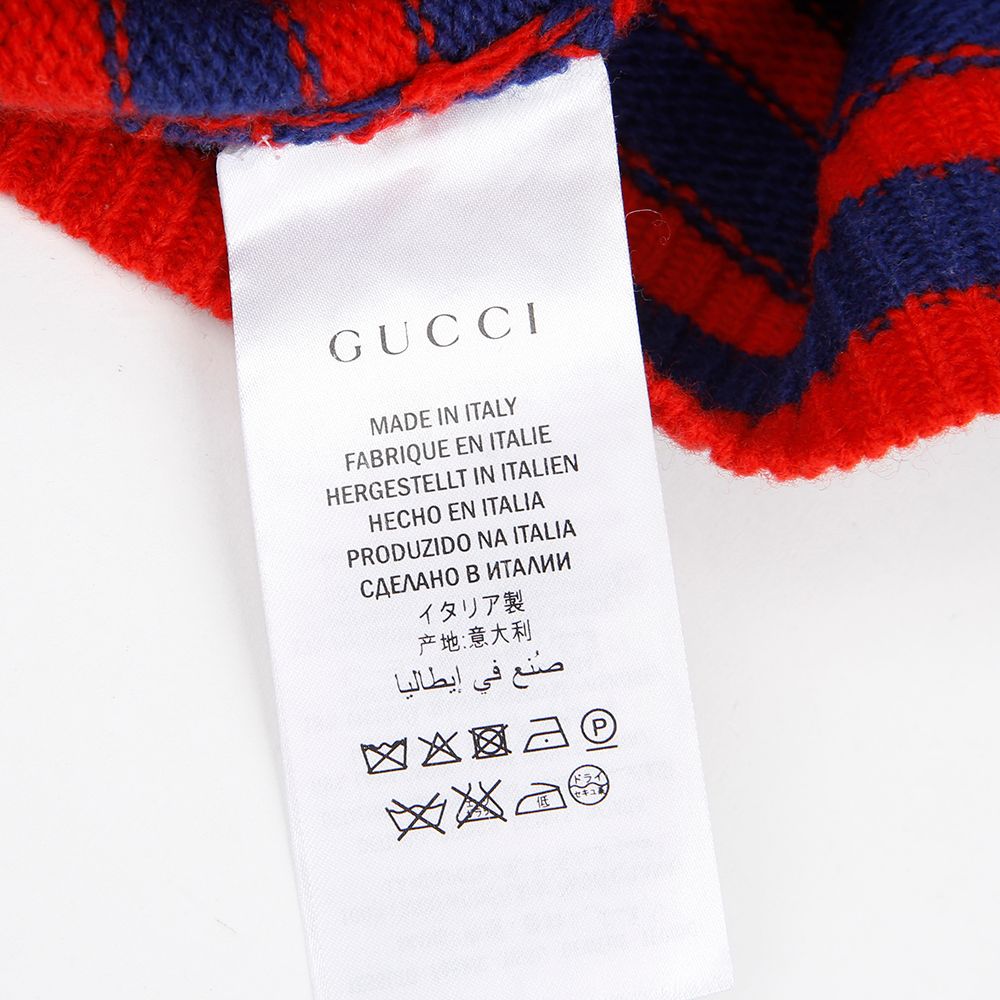 GUCCI
MADE IN ITALY
FABRIQUE EN ITALIE
HERGESTELLT IN ITALIEN
HECHO EN ITALIA
PRODUZIDO NA ITALIA
СДЕЛАНО В ИТАЛИИ
イタリア製
产地:意大利
صُنع في إيطاليا
P
低
ドライ
セキユ系